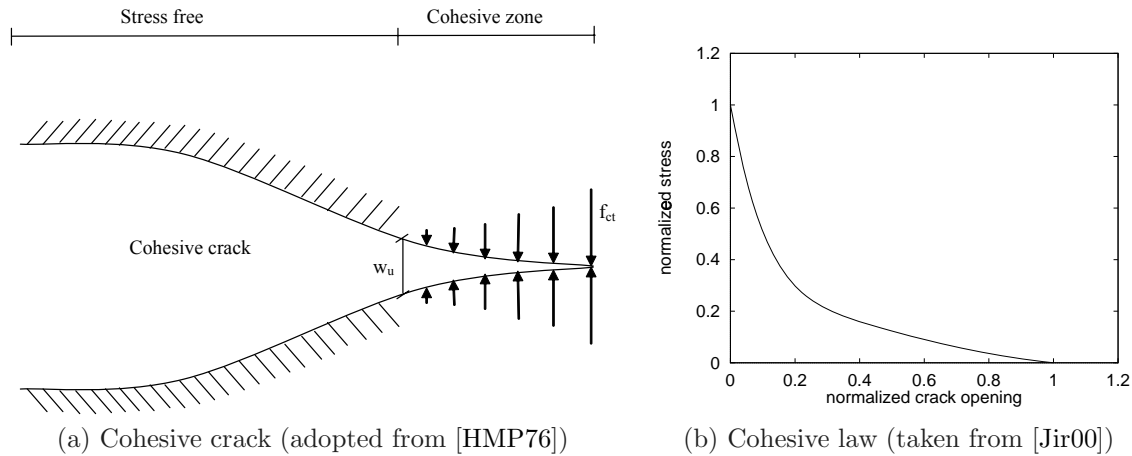 Stress free
Cohesive zone
Cohesive crack
w_u
f_ct
(a) Cohesive crack (adopted from [HMP76])
1.2
1
0.8
0.6
0.4
0.2
0
normalized stress
0 0.2 0.4 0.6 0.8 1 1.2
normalized crack opening
(b) Cohesive law (taken from [Jir00])